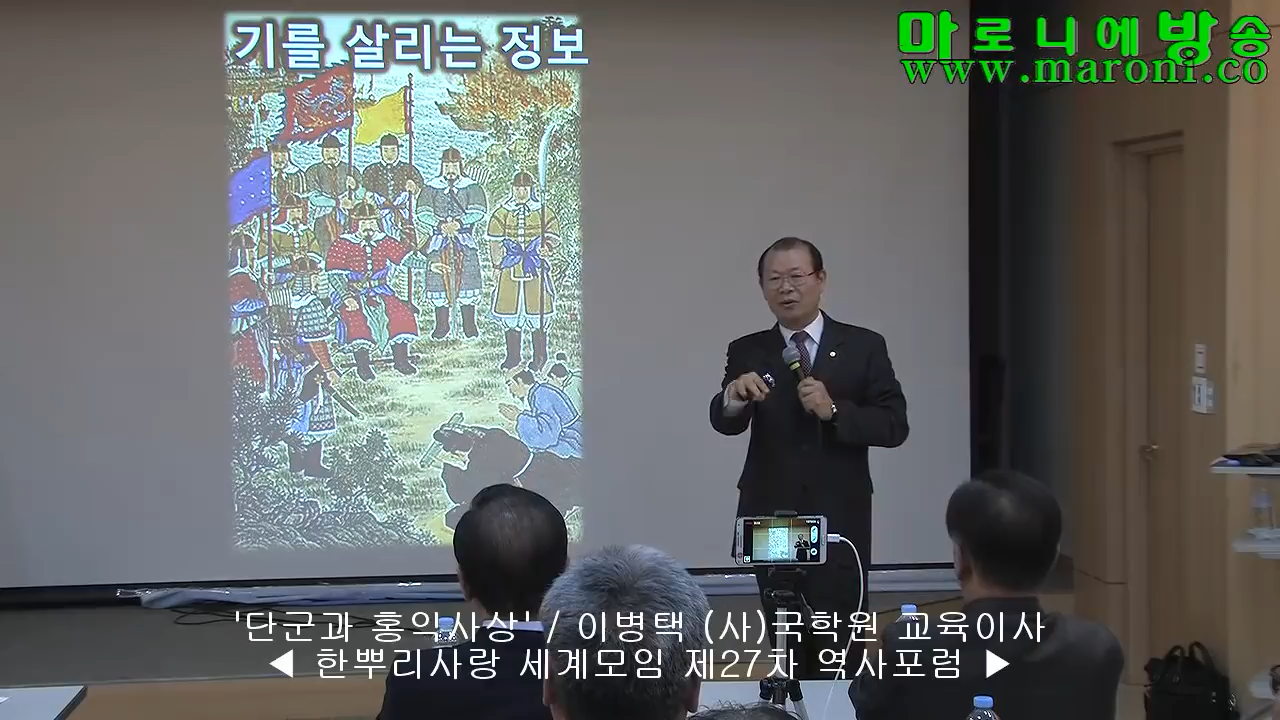 기를 살리는 정보
마로니에방송
www.maroni.co
'단군과 홍익사상' / 이병택 (사)국학원 교육이사
◀ 한뿌리사랑 세계모임 제27차 역사포럼 ▶